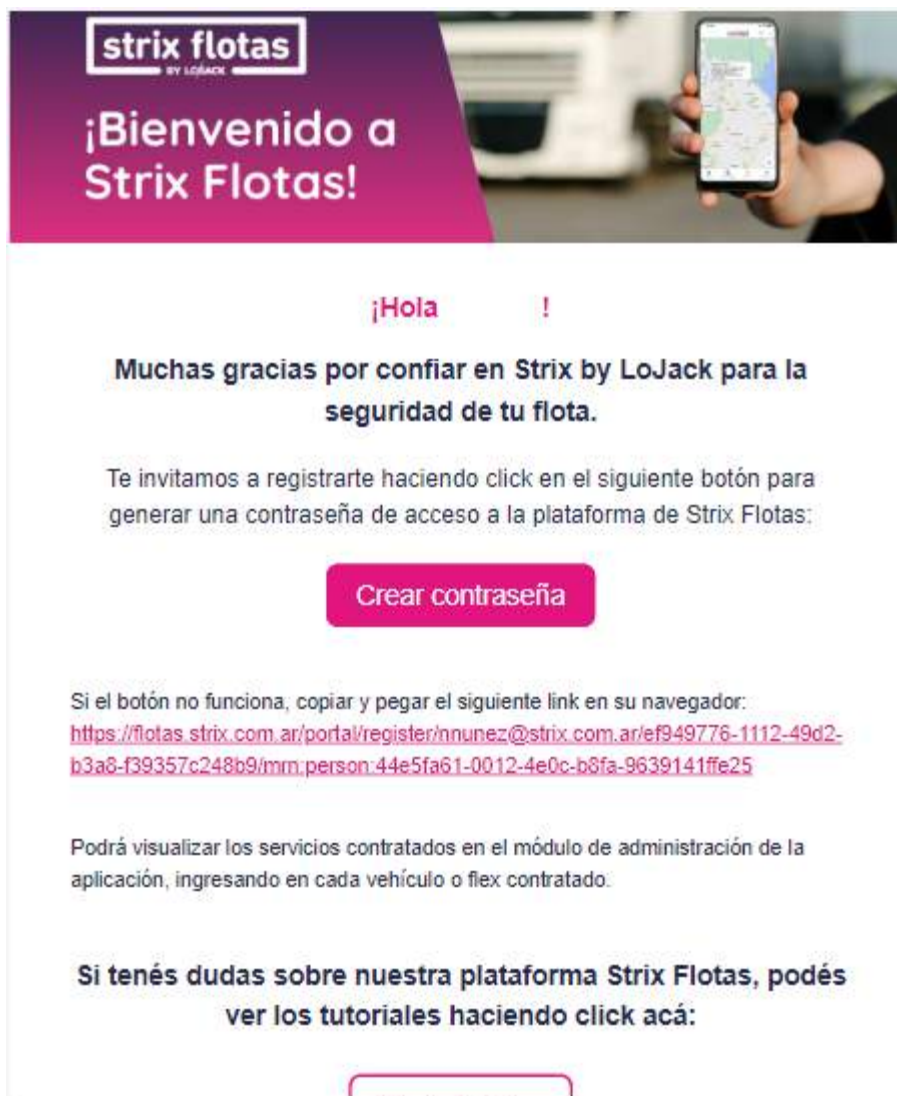 strix flotas
BY LOJACK
¡Bienvenido a
Strix Flotas!
¡Hola !
Muchas gracias por confiar en Strix by LoJack para la
seguridad de tu flota.
Te invitamos a registrarte haciendo click en el siguiente botón para
generar una contraseña de acceso a la plataforma de Strix Flotas:
Crear contraseña
Si el botón no funciona, copiar y pegar el siguiente link en su navegador:
https://flotas.strix.com.ar/portal/register/nnunez@strix.com.ar/ef949776-1112-49d2-
b3a8-f39357c248b9/mrn:person:44e5fa61-0012-4e0c-b8fa-9639141ffe25
Podrá visualizar los servicios contratados en el módulo de administración de la
aplicación, ingresando en cada vehículo o flex contratado.
Si tenés dudas sobre nuestra plataforma Strix Flotas, podés
ver los tutoriales haciendo click acá: